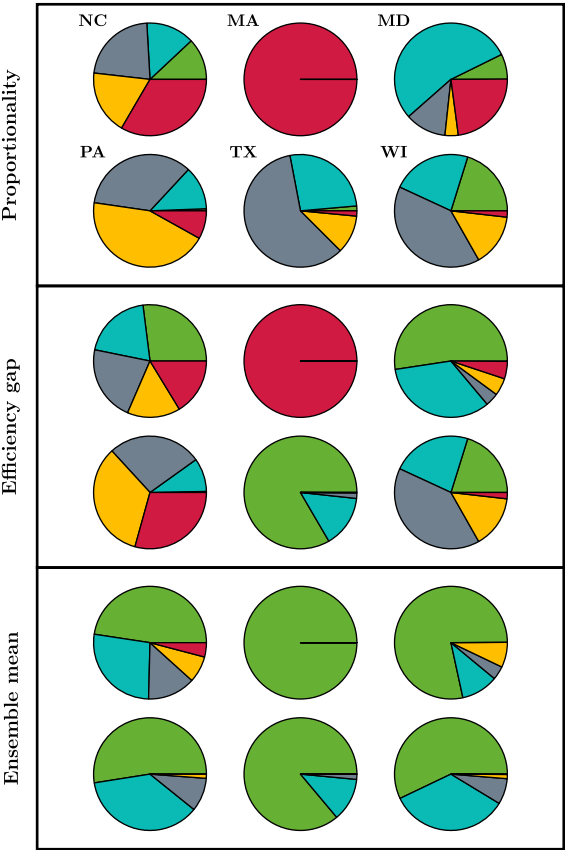 Proportionality
NC
MA
MD
PA
TX
WI
Efficiency gap
Ensemble mean